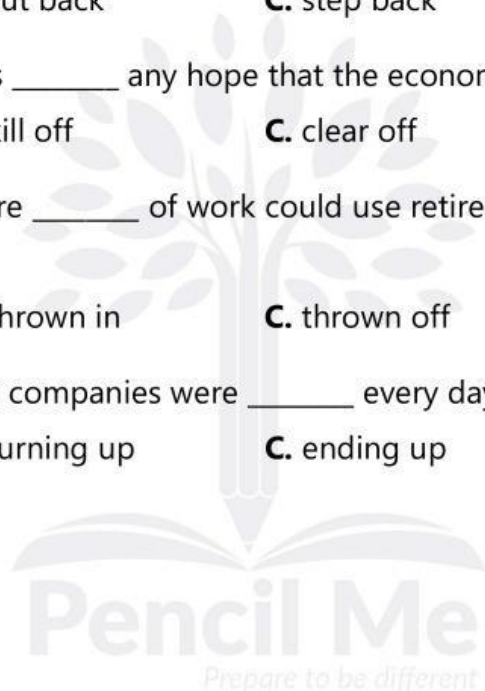 ut back C. step back
s _______ any hope that the econor
ill off C. clear off
re _______ of work could use retire
hrown in C. thrown off
companies were _______ every day
urning up C. ending up
Pencil Me
Prepare to be different